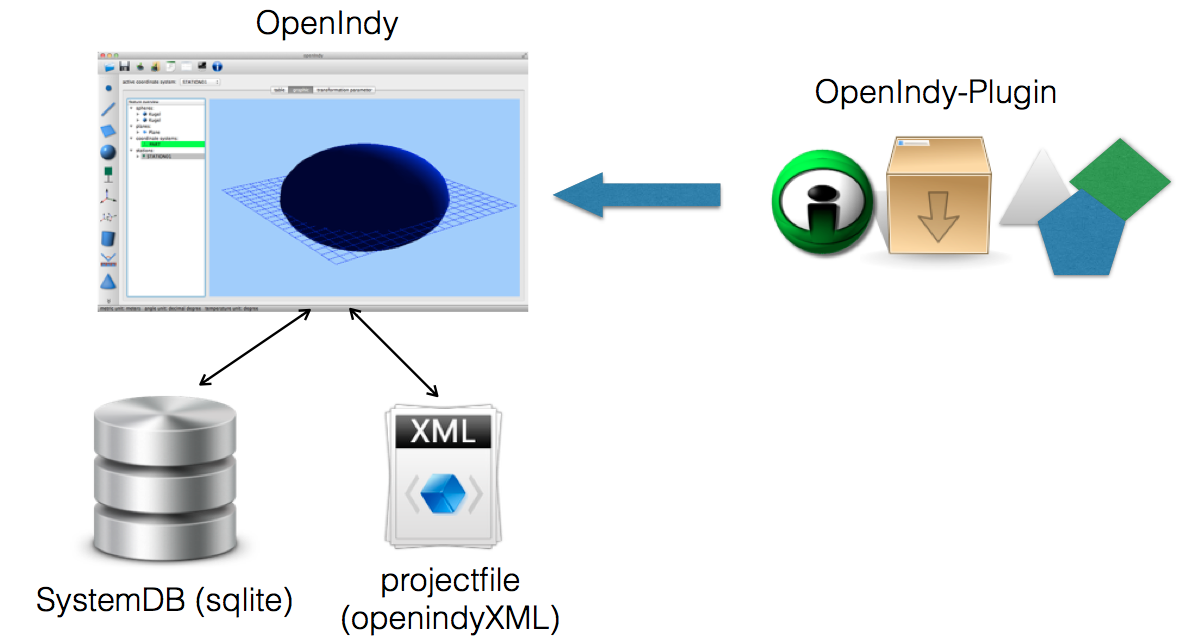 OpenIndy
openIndy
active coordinate system: STATION01
table graphic transformation parameter
feature overview
spheres:
Kugel
Kugel
planes:
Plane
coordinate systems:
PART
stations:
STATION01
metric unit: meters angle unit: decimal degree temperature unit: degree
OpenIndy-Plugin
XML
SystemDB (sqlite)
projectfile
(openindyXML)